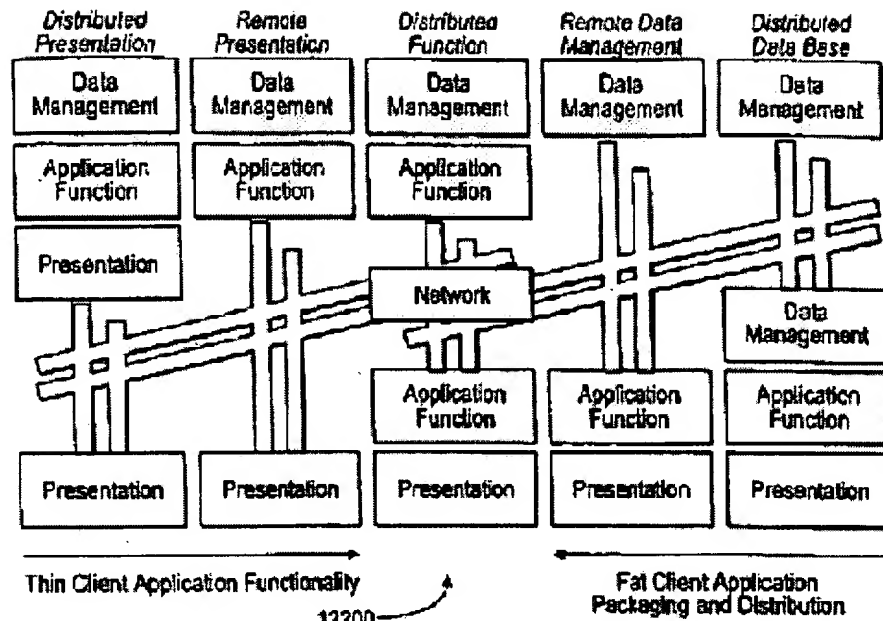 Distributed Presentation
Remote Presentation
Distributed Function
Remote Data Management
Distributed Data Base
Data Management
Data Management
Data Management
Data Management
Data Management
Application Function
Application Function
Application Function
Presentation
Network
Data Management
Application Function
Application Function
Application Function
Presentation
Presentation
Presentation
Presentation
Presentation
Thin Client Application Functionality
Fat Client Application
Packaging and Distribution